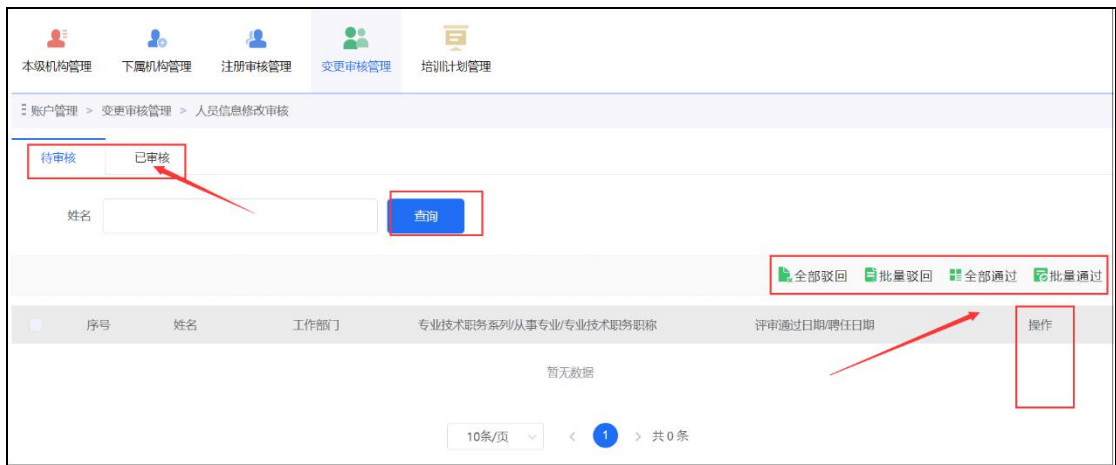 本级机构管理 下属机构管理 注册审核管理 变更审核管理 培训计划管理
账户管理 > 变更审核管理 > 人员信息修改审核
待审核 已审核
姓名 查询
全部驳回 批量驳回 全部通过 批量通过
序号 姓名 工作部门 专业技术职务系列/从事专业/专业技术职务职称 评审通过日期/聘任日期 操作
暂无数据
10条/页 < 1 > 共0条